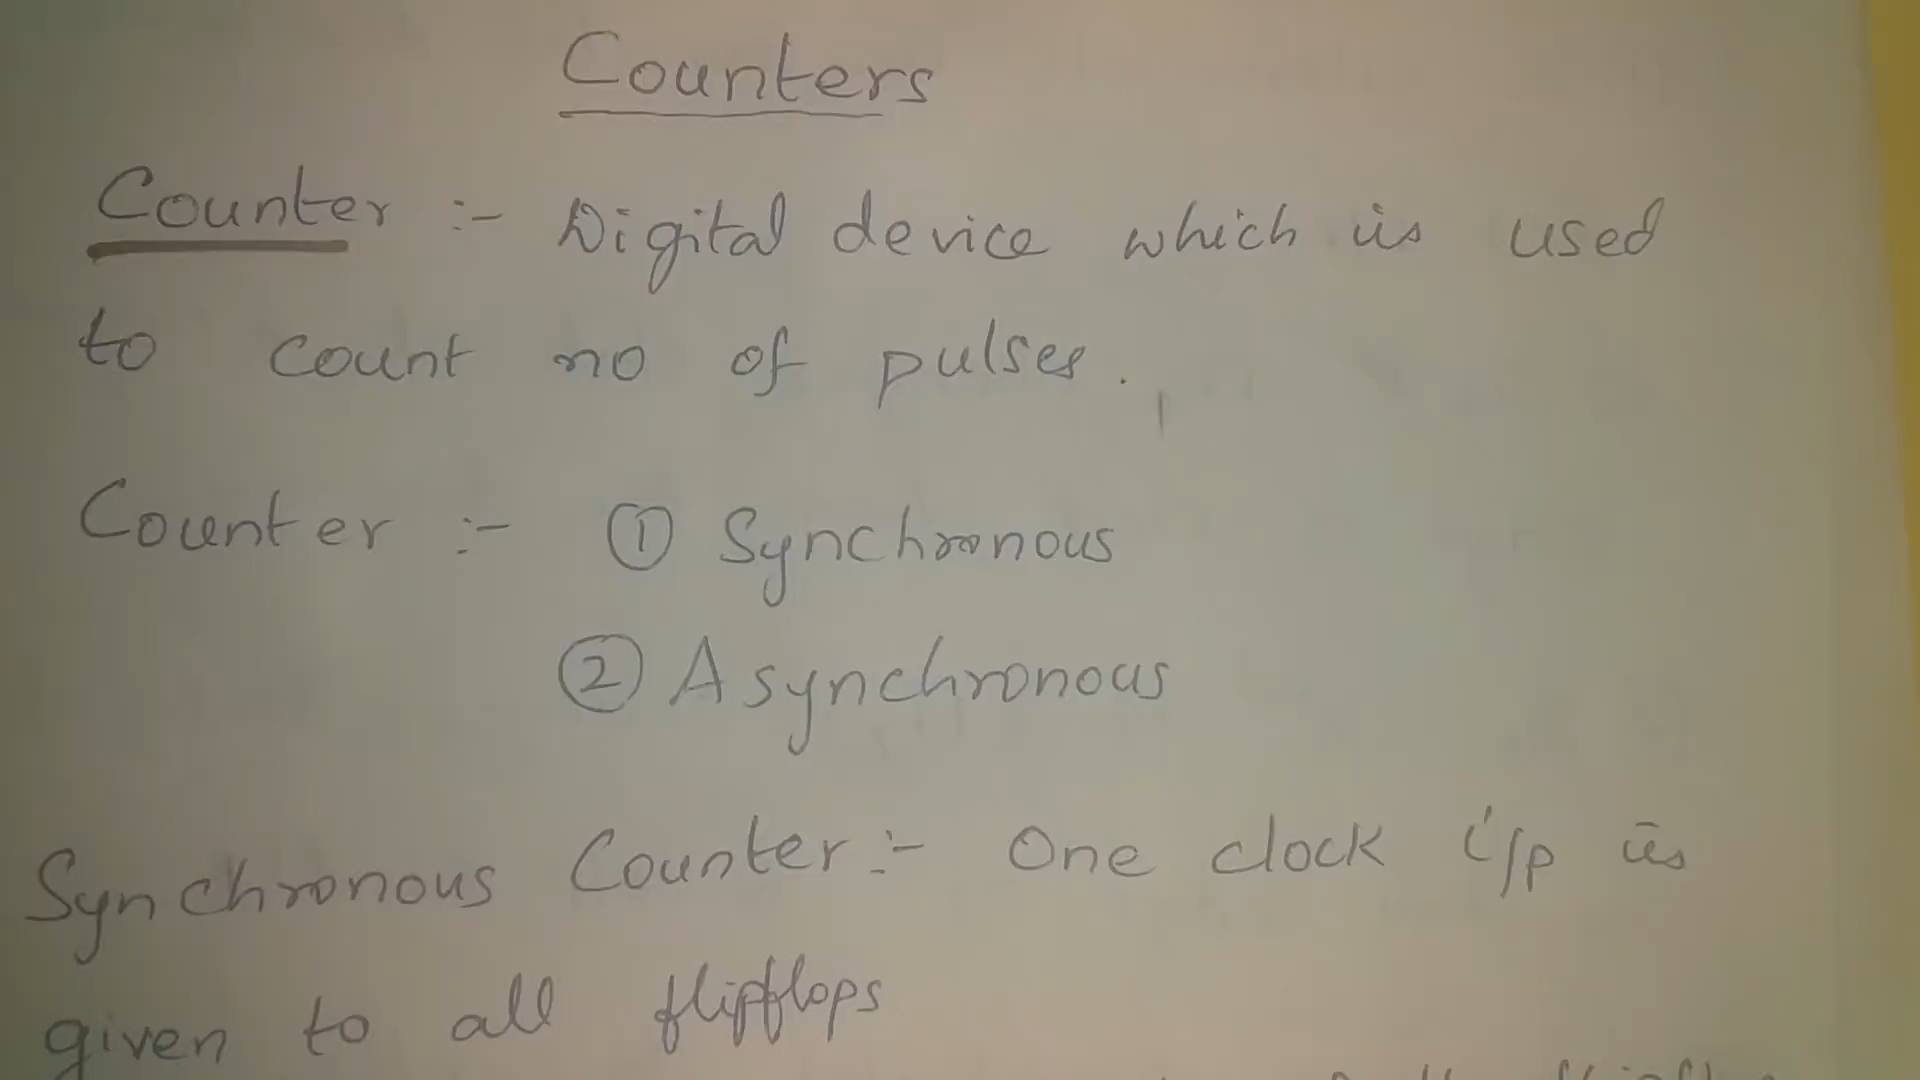 Counters
Counter :- Digital device which is used
to count no of pulses.
Counter :- ① Synchronous
② Asynchronous
Synchronous Counter :- One clock i/p is
given to all flipflops